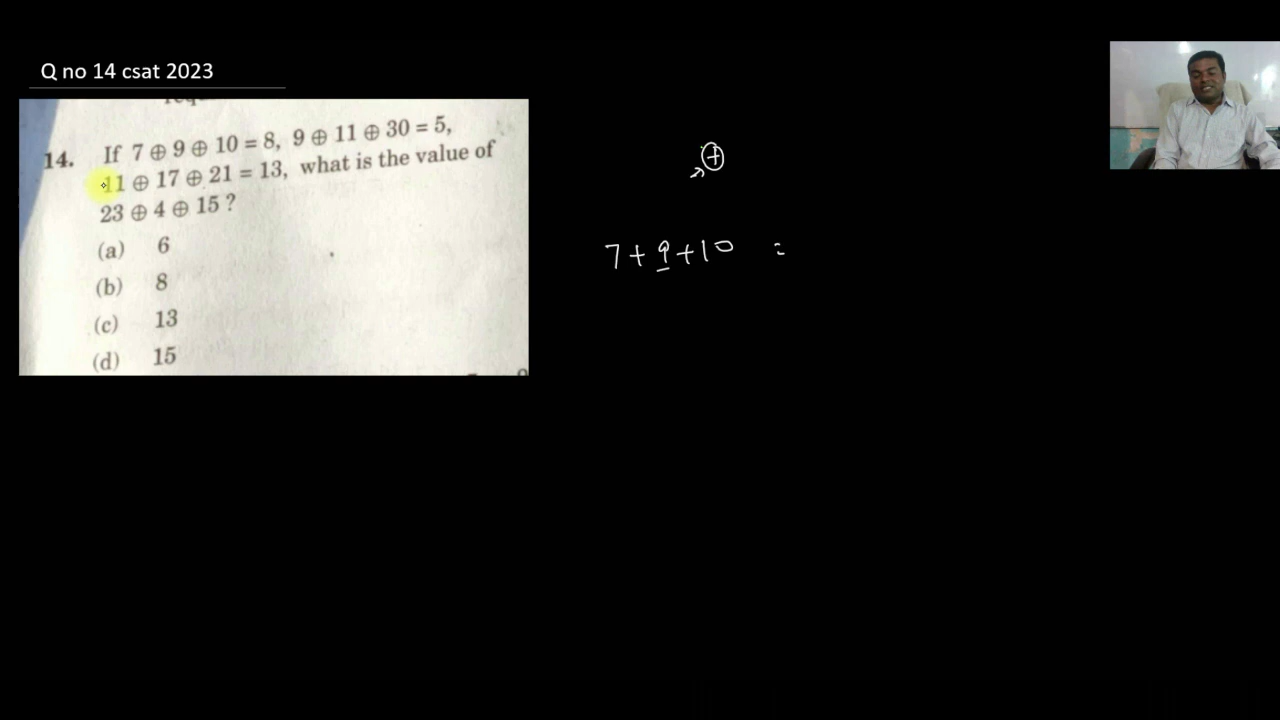 Q no 14 csat 2023
14. If 7 ⊕ 9 ⊕ 10 = 8, 9 ⊕ 11 ⊕ 30 = 5,
11 ⊕ 17 ⊕ 21 = 13, what is the value of
23 ⊕ 4 ⊕ 15 ?
(a) 6
(b) 8
(c) 13
(d) 15
⊕
7 + 9 + 10 =